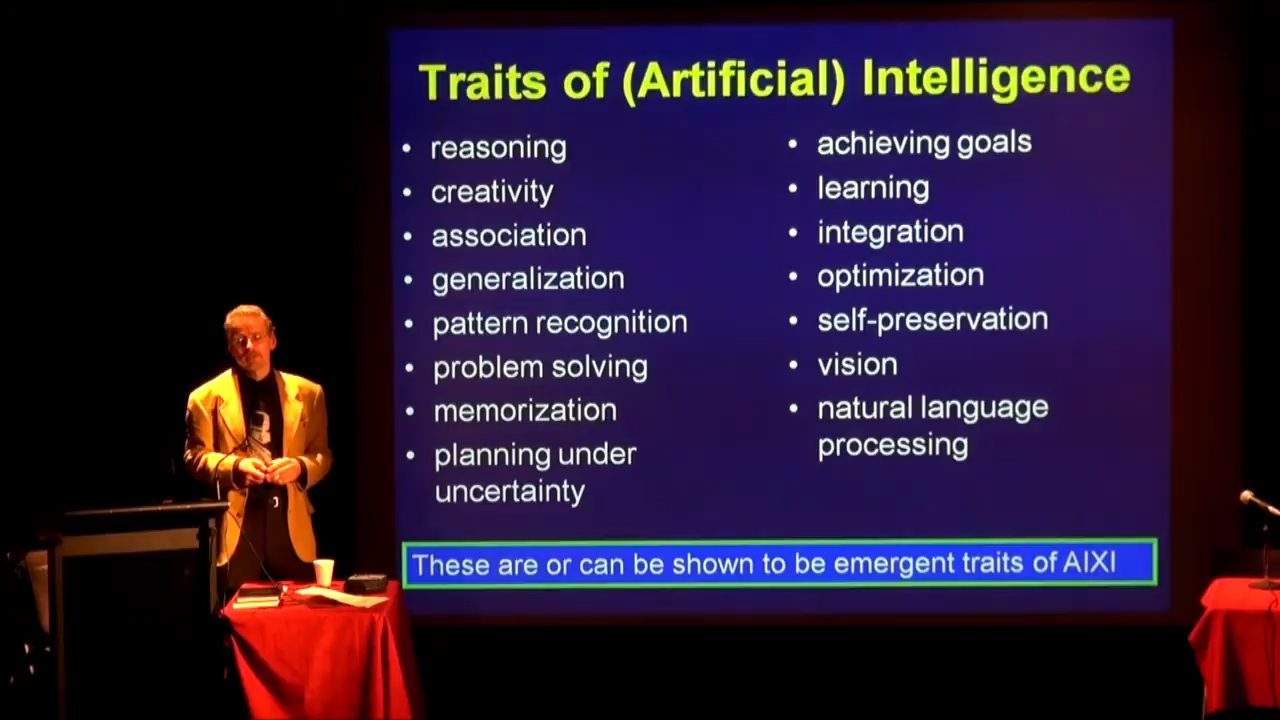 Traits of (Artificial) Intelligence
• reasoning
• creativity
• association
• generalization
• pattern recognition
• problem solving
• memorization
• planning under
uncertainty
• achieving goals
• learning
• integration
• optimization
• self-preservation
• vision
• natural language
processing
These are or can be shown to be emergent traits of AIXI